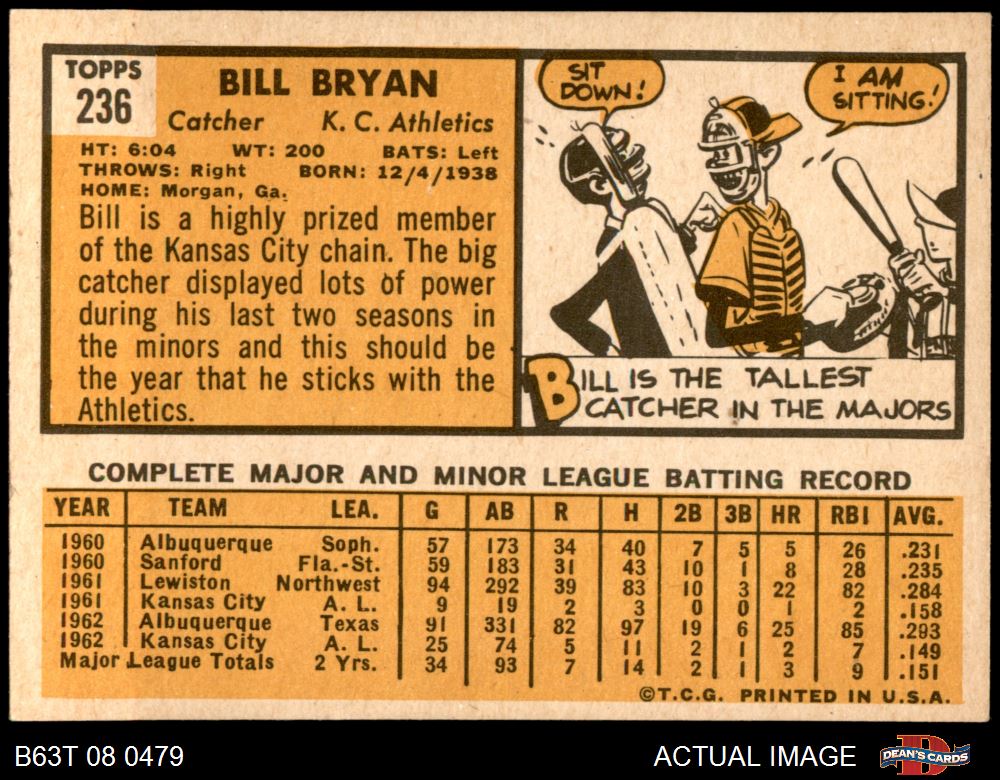 TOPPS
236
BILL BRYAN
Catcher K. C. Athletics
HT: 6:04 WT: 200 BATS: Left
THROWS: Right BORN: 12/4/1938
HOME: Morgan, Ga.
Bill is a highly prized member
of the Kansas City chain. The big
catcher displayed lots of power
during his last two seasons in
the minors and this should be
the year that he sticks with the
Athletics.
SIT
DOWN!
I AM
SITTING!
BILL IS THE TALLEST
CATCHER IN THE MAJORS
COMPLETE MAJOR AND MINOR LEAGUE BATTING RECORD
YEAR TEAM LEA. G AB R H 2B 3B HR RBI AVG.
1960 Albuquerque Soph. 57 173 34 40 7 5 5 26 .231
1960 Sanford Fla.-St. 59 183 31 43 10 1 8 28 .235
1961 Lewiston Northwest 94 292 39 83 10 3 22 82 .284
1961 Kansas City A. L. 9 19 2 3 0 0 1 2 .158
1962 Albuquerque Texas 91 331 82 97 19 6 25 85 .293
1962 Kansas City A. L. 25 74 5 11 2 1 2 7 .149
Major League Totals 2 Yrs. 34 93 7 14 2 1 3 9 .151
©T.C.G. PRINTED IN U.S.A.
B63T 08 0479 ACTUAL IMAGE DEAN'S CARDS